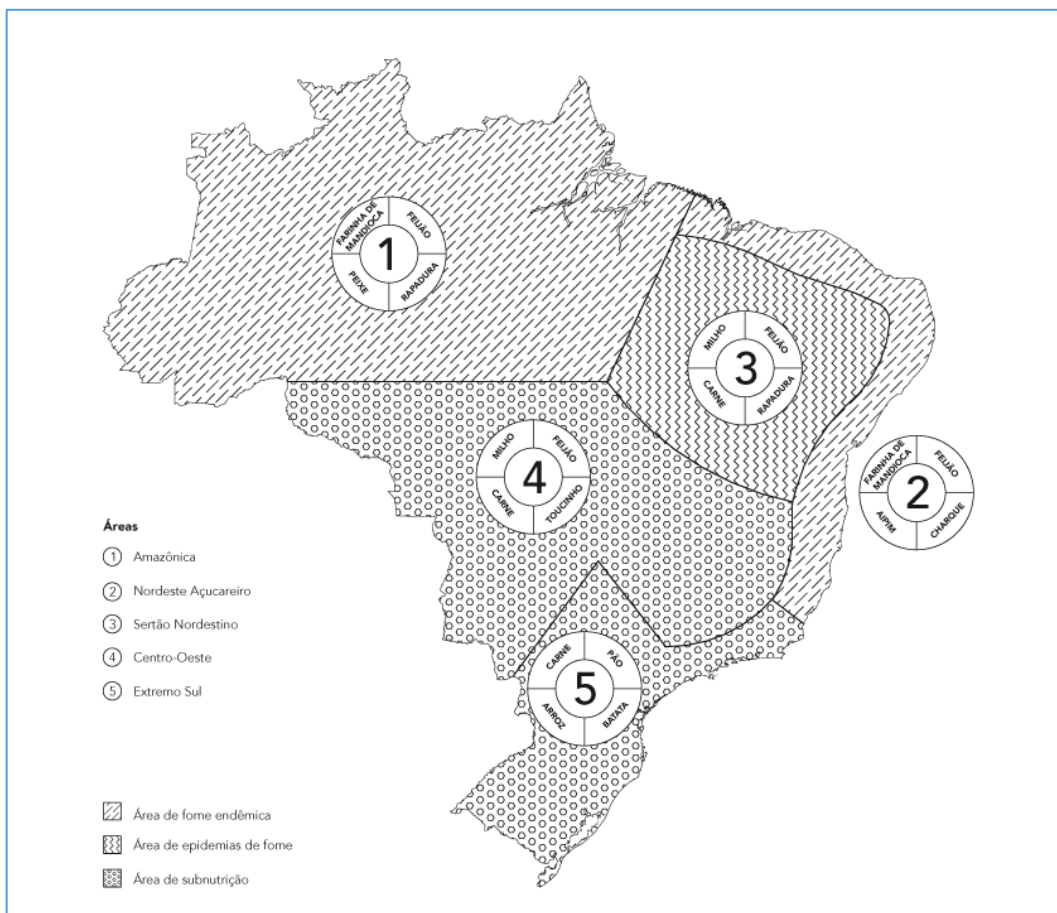 FARINHA DE
MANDIOCA
FEIJÃO
1
PEIXE
RAPADURA
MILHO
FEIJÃO
3
CARNE
RAPADURA
MILHO
FEIJÃO
4
CARNE
TOUCINHO
FARINHA DE
MANDIOCA
FEIJÃO
2
AIPIM
CHARQUE
CARNE
PÃO
5
ARROZ
BATATA
Áreas
1 Amazônica
2 Nordeste Açucareiro
3 Sertão Nordestino
4 Centro-Oeste
5 Extremo Sul
Área de fome endêmica
Área de epidemias de fome
Área de subnutrição